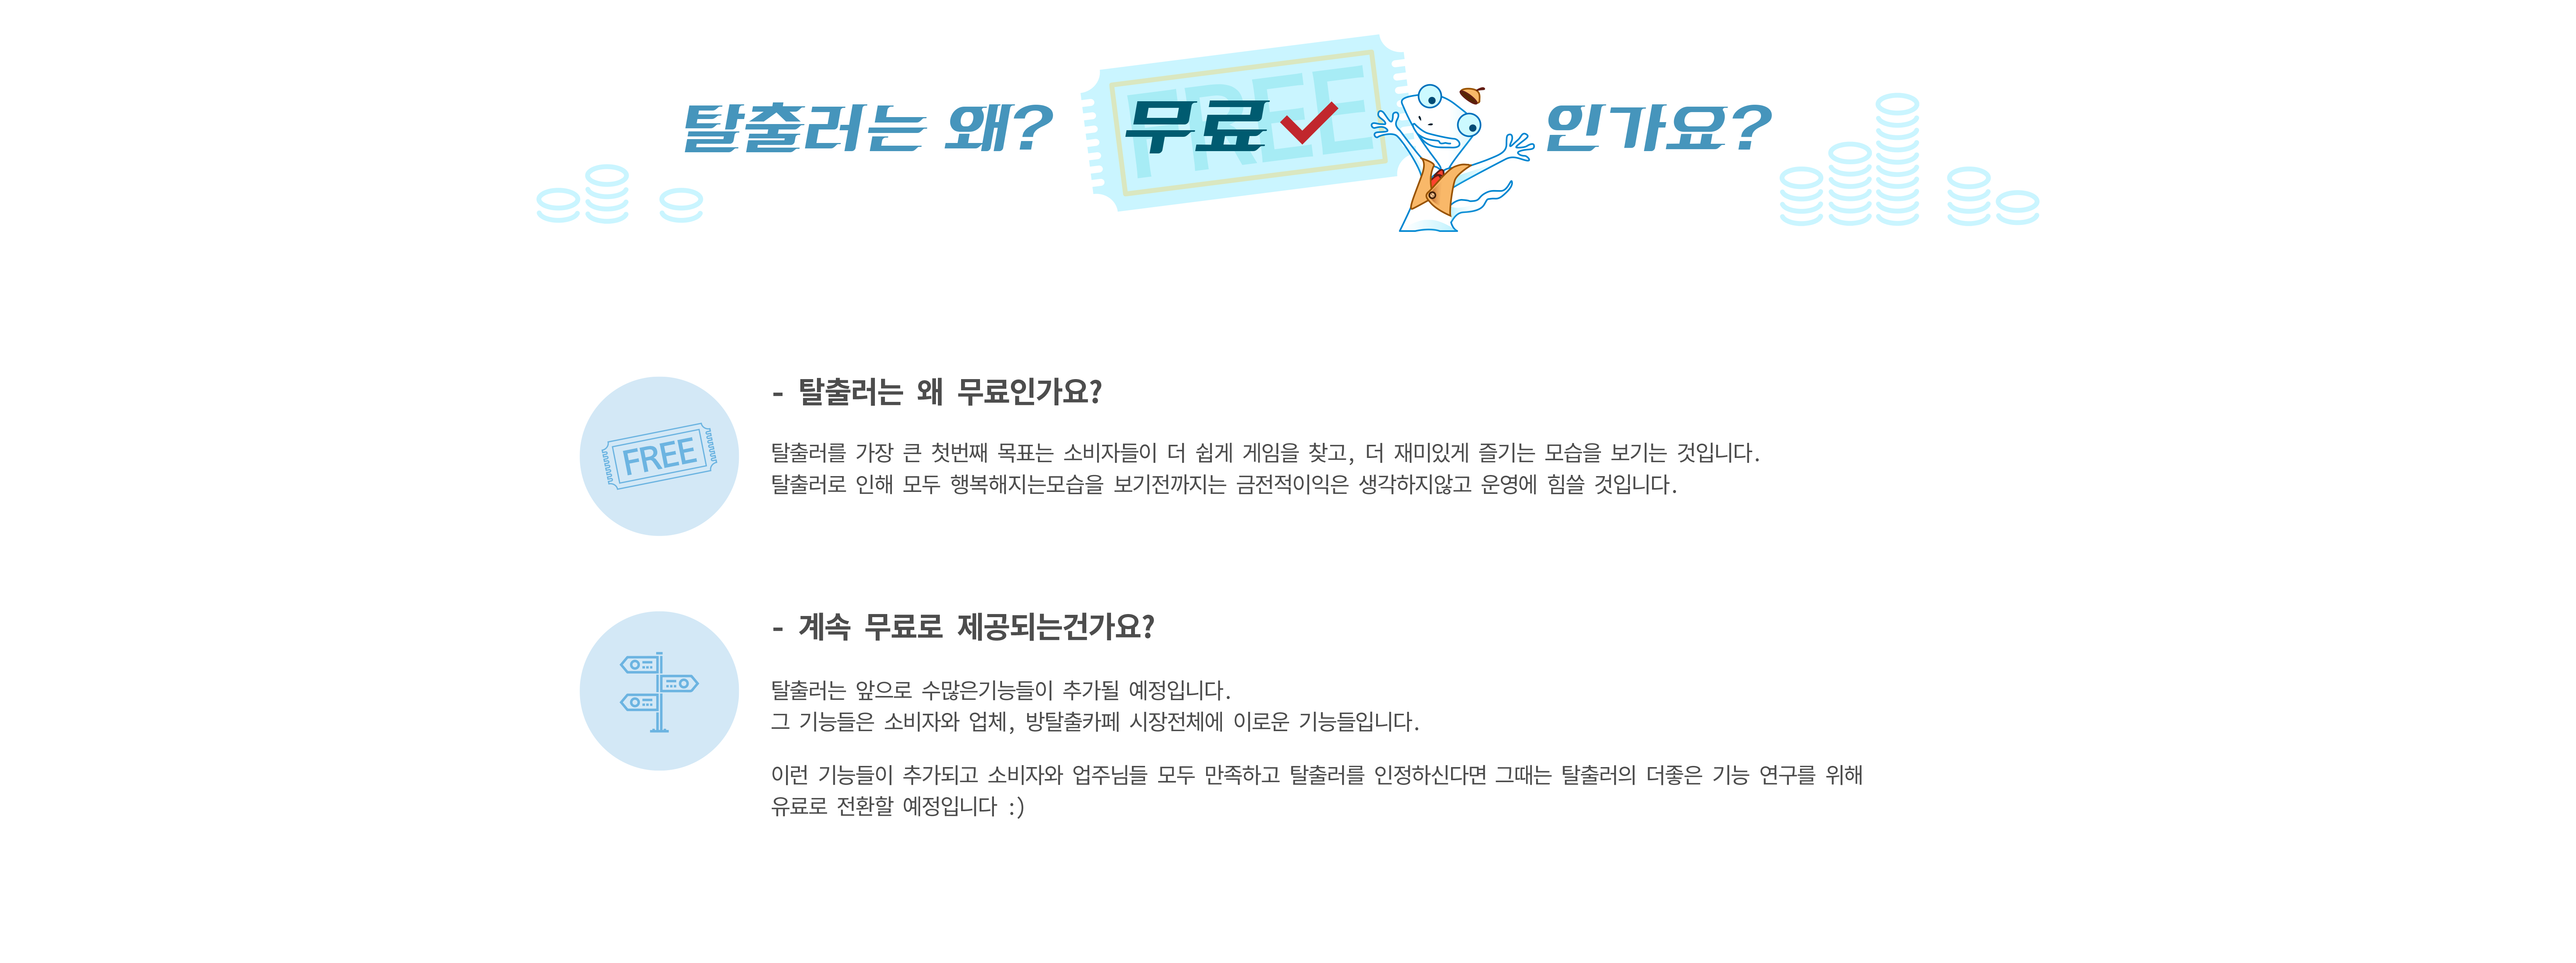 탈출러는 왜? 무료 인가요?
FREE
FREE
- 탈출러는 왜 무료인가요?
탈출러를 가장 큰 첫번째 목표는 소비자들이 더 쉽게 게임을 찾고, 더 재미있게 즐기는 모습을 보기는 것입니다.
탈출러로 인해 모두 행복해지는모습을 보기전까지는 금전적이익은 생각하지않고 운영에 힘쓸 것입니다.
- 계속 무료로 제공되는건가요?
탈출러는 앞으로 수많은기능들이 추가될 예정입니다.
그 기능들은 소비자와 업체, 방탈출카페 시장전체에 이로운 기능들입니다.
이런 기능들이 추가되고 소비자와 업주님들 모두 만족하고 탈출러를 인정하신다면 그때는 탈출러의 더좋은 기능 연구를 위해
유료로 전환할 예정입니다 :)